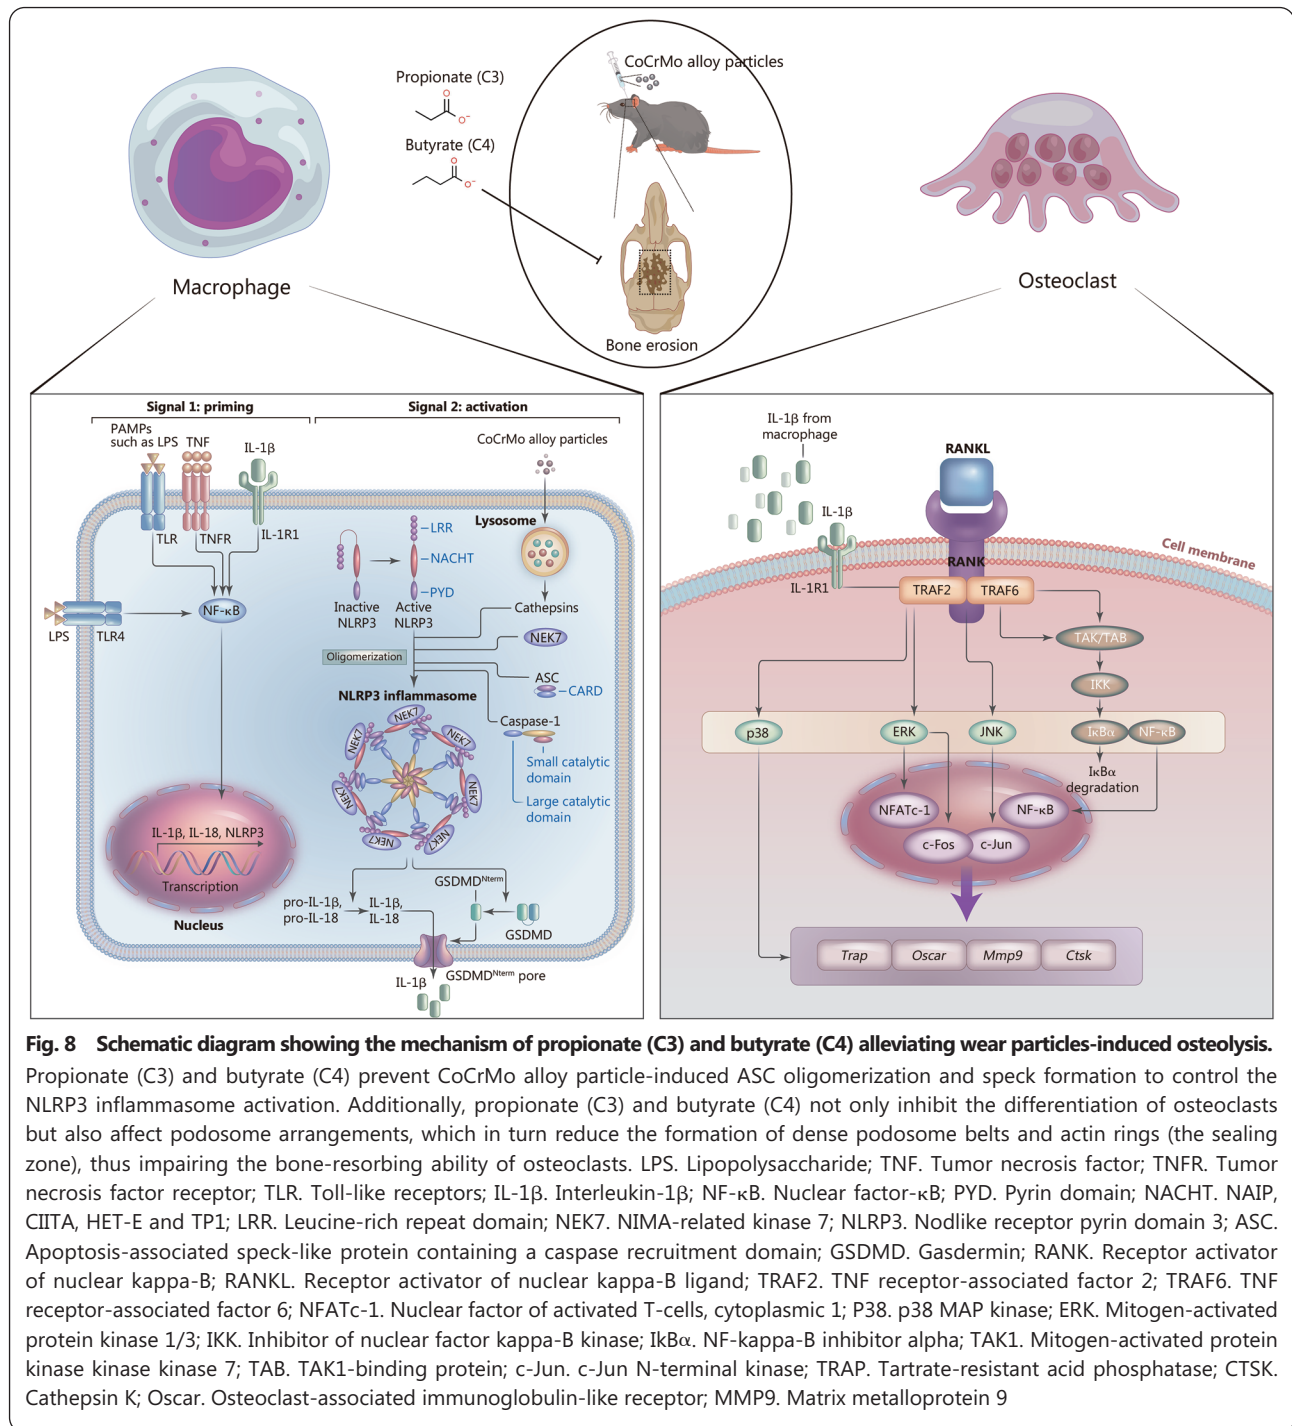 Propionate (C3)
O
O⁻
Butyrate (C4)
O
O⁻
CoCrMo alloy particles
Bone erosion
Macrophage
Osteoclast
Signal 1: priming
Signal 2: activation
PAMPs
such as LPS
TNF
IL-1β
CoCrMo alloy particles
TLR
TNFR
IL-1R1
Lysosome
LRR
NACHT
PYD
Inactive
NLRP3
Active
NLRP3
Cathepsins
NF-κB
LPS
TLR4
NEK7
Oligomerization
ASC
CARD
NLRP3 inflammasome
Caspase-1
NEK7
NEK7
NEK7
NEK7
NEK7
NEK7
NEK7
Small catalytic
domain
Large catalytic
domain
IL-1β, IL-18, NLRP3
Transcription
Nucleus
pro-IL-1β,
pro-IL-18
IL-1β,
IL-18
GSDMDNterm
GSDMD
GSDMDNterm pore
IL-1β
IL-1β from
macrophage
RANKL
IL-1β
Cell membrane
IL-1R1
RANK
TRAF2
TRAF6
TAK/TAB
IKK
p38
ERK
JNK
IκBα
NF-κB
IκBα
degradation
NFATc-1
NF-κB
c-Fos
c-Jun
Trap
Oscar
Mmp9
Ctsk
Fig. 8 Schematic diagram showing the mechanism of propionate (C3) and butyrate (C4) alleviating wear particles-induced osteolysis.
Propionate (C3) and butyrate (C4) prevent CoCrMo alloy particle-induced ASC oligomerization and speck formation to control the
NLRP3 inflammasome activation. Additionally, propionate (C3) and butyrate (C4) not only inhibit the differentiation of osteoclasts
but also affect podosome arrangements, which in turn reduce the formation of dense podosome belts and actin rings (the sealing
zone), thus impairing the bone-resorbing ability of osteoclasts. LPS. Lipopolysaccharide; TNF. Tumor necrosis factor; TNFR. Tumor
necrosis factor receptor; TLR. Toll-like receptors; IL-1β. Interleukin-1β; NF-κB. Nuclear factor-κB; PYD. Pyrin domain; NACHT. NAIP,
CIITA, HET-E and TP1; LRR. Leucine-rich repeat domain; NEK7. NIMA-related kinase 7; NLRP3. Nodlike receptor pyrin domain 3; ASC.
Apoptosis-associated speck-like protein containing a caspase recruitment domain; GSDMD. Gasdermin; RANK. Receptor activator
of nuclear kappa-B; RANKL. Receptor activator of nuclear kappa-B ligand; TRAF2. TNF receptor-associated factor 2; TRAF6. TNF
receptor-associated factor 6; NFATc-1. Nuclear factor of activated T-cells, cytoplasmic 1; P38. p38 MAP kinase; ERK. Mitogen-activated
protein kinase 1/3; IKK. Inhibitor of nuclear factor kappa-B kinase; IκBα. NF-kappa-B inhibitor alpha; TAK1. Mitogen-activated protein
kinase kinase kinase 7; TAB. TAK1-binding protein; c-Jun. c-Jun N-terminal kinase; TRAP. Tartrate-resistant acid phosphatase; CTSK.
Cathepsin K; Oscar. Osteoclast-associated immunoglobulin-like receptor; MMP9. Matrix metalloprotein 9